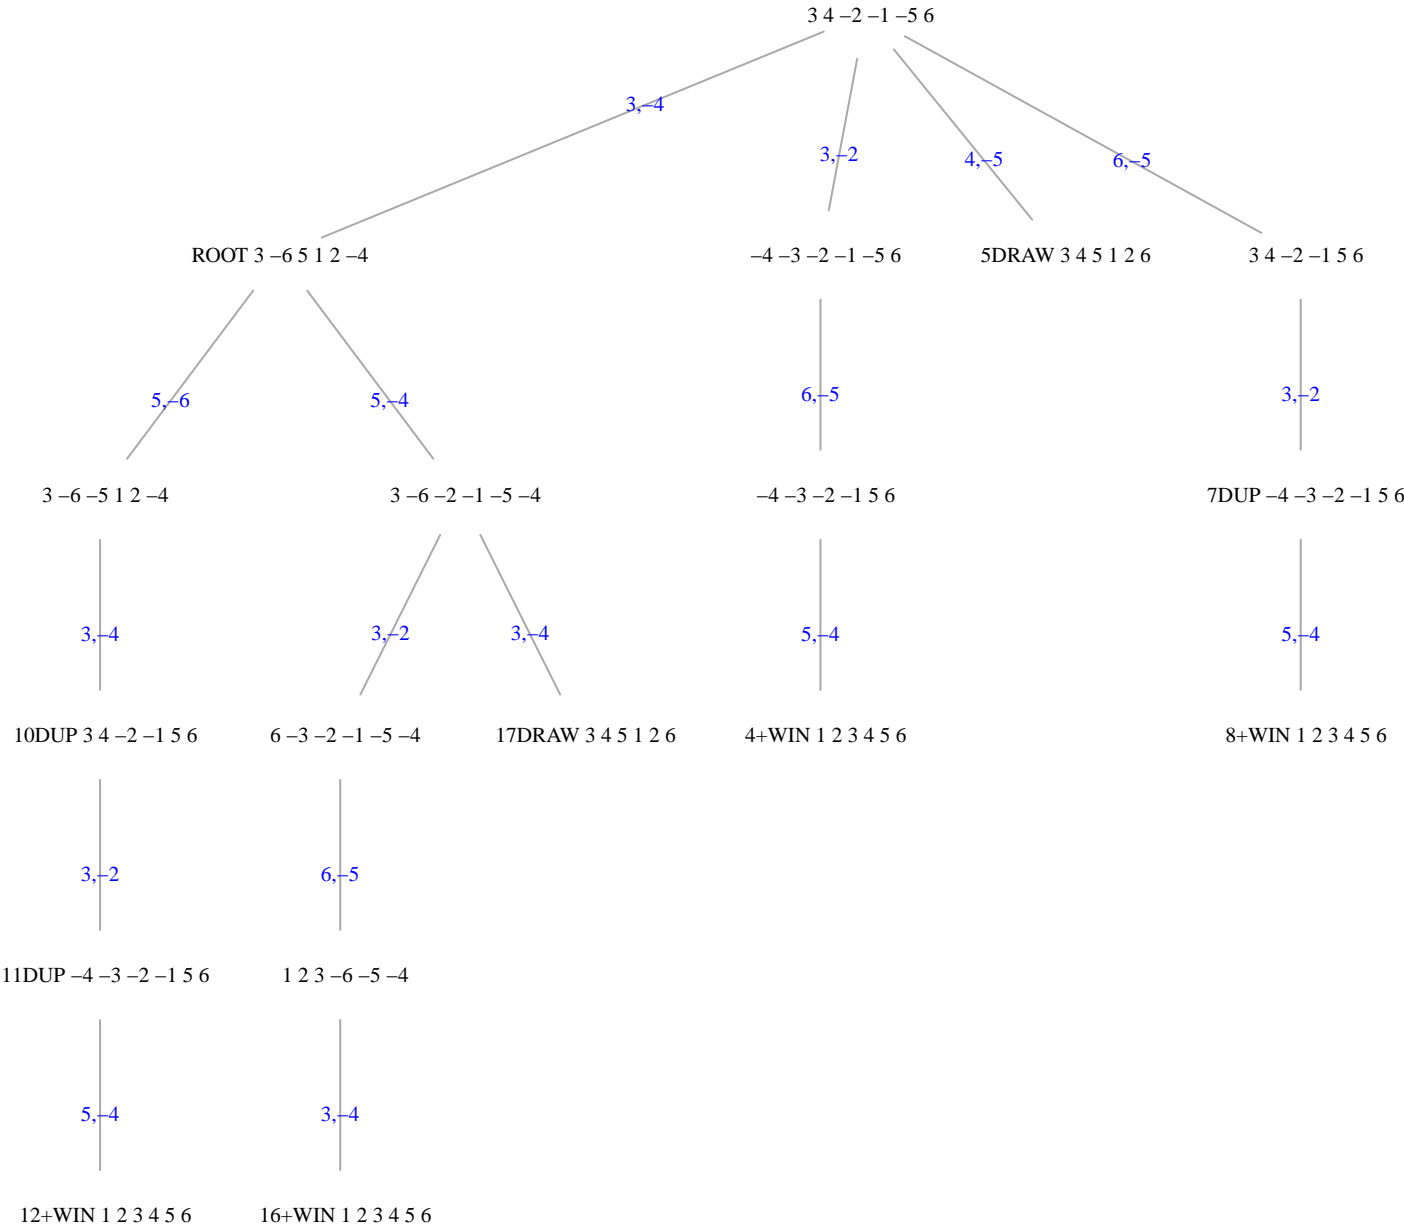 3 4 –2 –1 –5 6
3,–4
3,–2
4,–5
6,–5
ROOT 3 –6 5 1 2 –4
–4 –3 –2 –1 –5 6
5DRAW 3 4 5 1 2 6
3 4 –2 –1 5 6
5,–6
5,–4
6,–5
3,–2
3 –6 –5 1 2 –4
3 –6 –2 –1 –5 –4
–4 –3 –2 –1 5 6
7DUP –4 –3 –2 –1 5 6
3,–4
3,–2
3,–4
5,–4
5,–4
10DUP 3 4 –2 –1 5 6
6 –3 –2 –1 –5 –4
17DRAW 3 4 5 1 2 6
4+WIN 1 2 3 4 5 6
8+WIN 1 2 3 4 5 6
3,–2
6,–5
11DUP –4 –3 –2 –1 5 6
1 2 3 –6 –5 –4
5,–4
3,–4
12+WIN 1 2 3 4 5 6
16+WIN 1 2 3 4 5 6